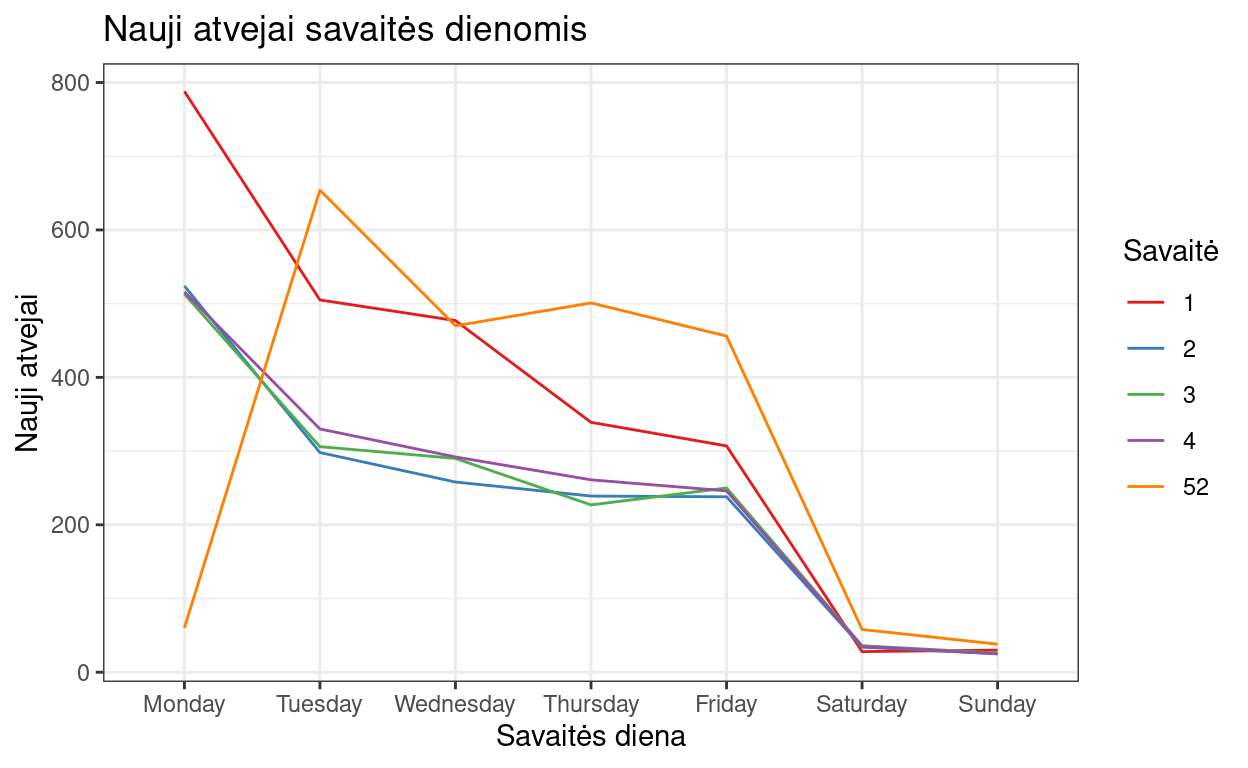 Nauji atvejai savaitės dienomis
800
600
400
200
0
Nauji atvejai
Monday Tuesday Wednesday Thursday Friday Saturday Sunday
Savaitės diena
Savaitė
1
2
3
4
52